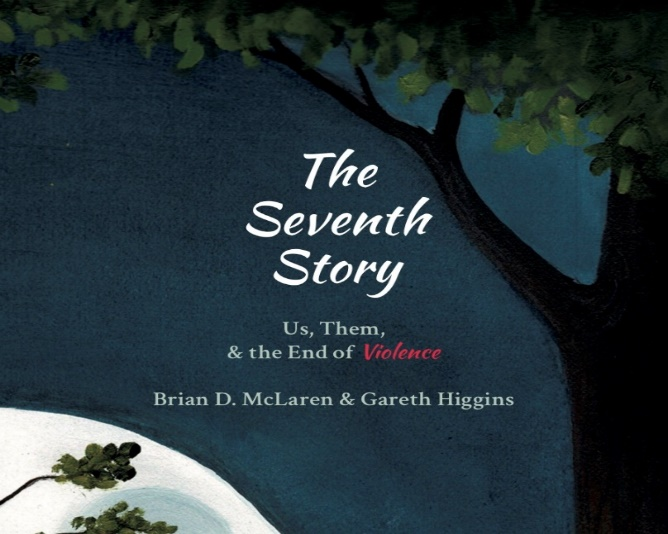 The
Seventh
Story
Us, Them,
& the End of Violence
Brian D. McLaren & Gareth Higgins